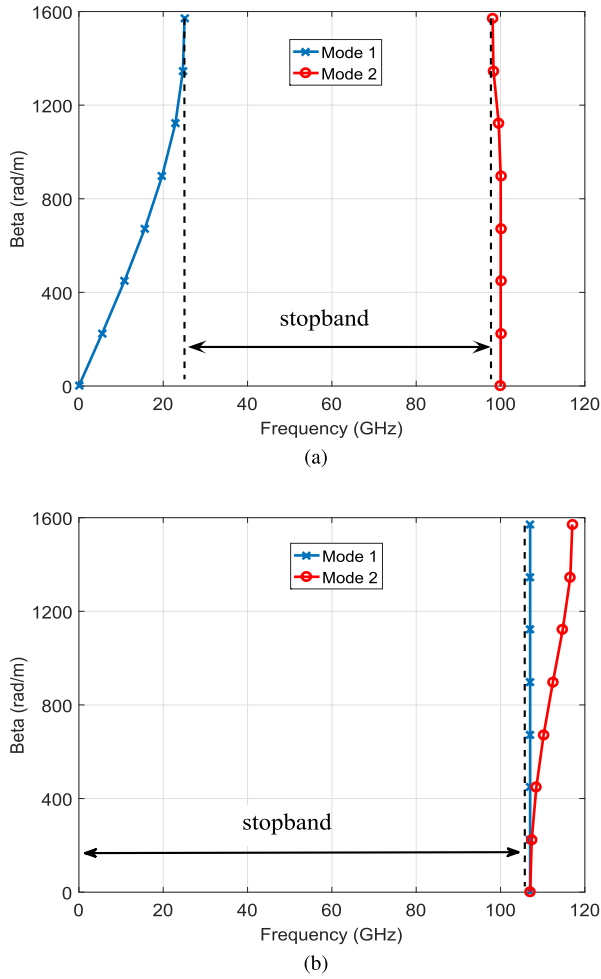 1600
1200
800
400
0
Beta (rad/m)
Mode 1
Mode 2
stopband
0 20 40 60 80 100 120
Frequency (GHz)
(a)
1600
1200
800
400
0
Beta (rad/m)
Mode 1
Mode 2
stopband
0 20 40 60 80 100 120
Frequency (GHz)
(b)